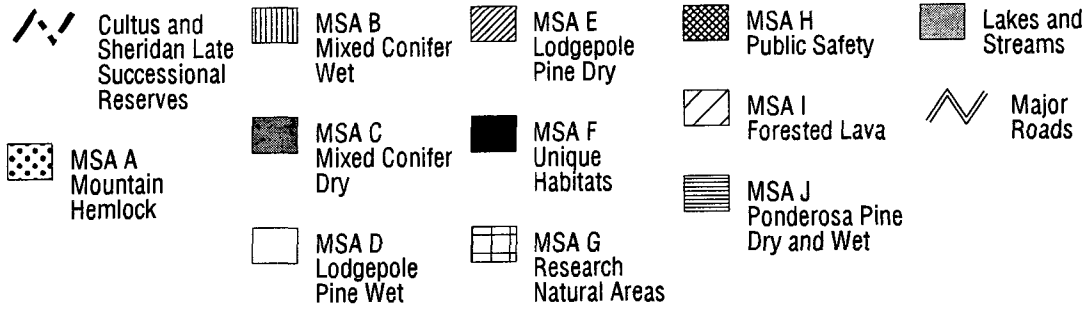 Cultus and
Sheridan Late
Successional
Reserves
MSA A
Mountain
Hemlock
MSA B
Mixed Conifer
Wet
MSA C
Mixed Conifer
Dry
MSA D
Lodgepole
Pine Wet
MSA E
Lodgepole
Pine Dry
MSA F
Unique
Habitats
MSA G
Research
Natural Areas
MSA H
Public Safety
MSA I
Forested Lava
MSA J
Ponderosa Pine
Dry and Wet
Lakes and
Streams
Major
Roads